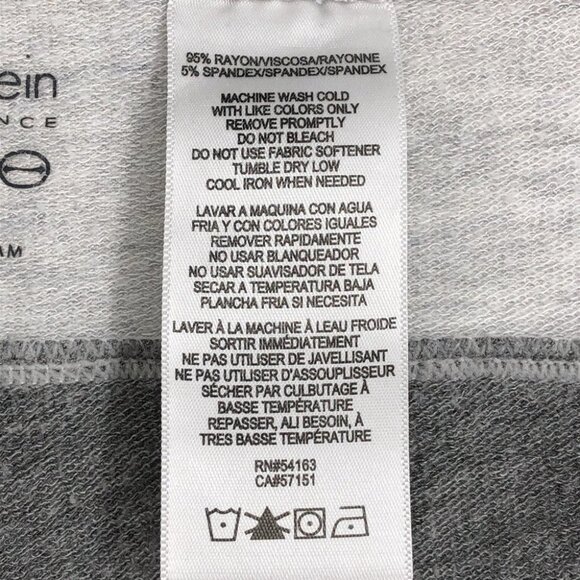 ein
NCE
AM
95% RAYON/VISCOSA/RAYONNE
5% SPANDEX/SPANDEX/SPANDEX
MACHINE WASH COLD
WITH LIKE COLORS ONLY
REMOVE PROMPTLY
DO NOT BLEACH
DO NOT USE FABRIC SOFTENER
TUMBLE DRY LOW
COOL IRON WHEN NEEDED
LAVAR A MAQUINA CON AGUA
FRIA Y CON COLORES IGUALES
REMOVER RAPIDAMENTE
NO USAR BLANQUEADOR
NO USAR SUAVISADOR DE TELA
SECAR A TEMPERATURA BAJA
PLANCHA FRIA SI NECESITA
LAVER À LA MACHINE À LEAU FROIDE
SORTIR IMMÉDIATEMENT
NE PAS UTILISER DE JAVELLISANT
NE PAS UTILISER D'ASSOUPLISSEUR
SÉCHER PAR CULBUTAGE À
BASSE TEMPÉRATURE
REPASSER, ALI BESOIN, À
TRES BASSE TEMPÉRATURE
RN#54163
CA#57151